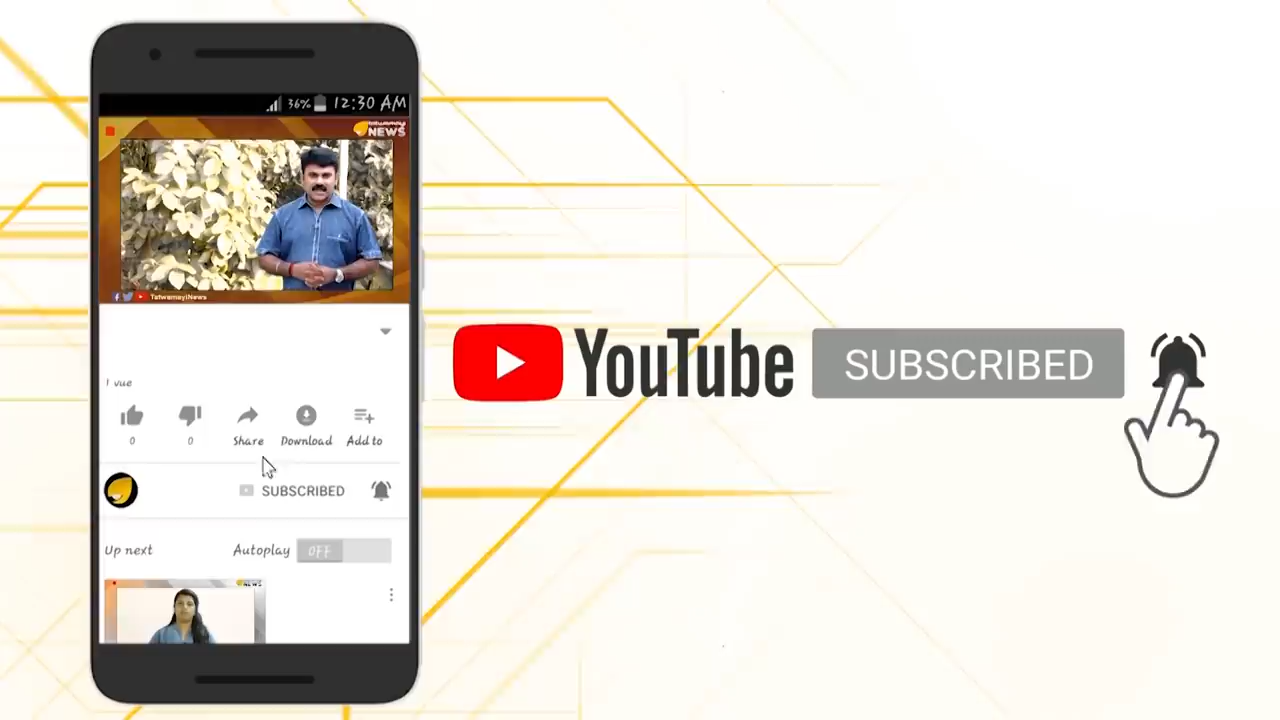 36% 12:30 AM
NEWS
TatwamayiNews
1 vue
0 0 Share Download Add to
SUBSCRIBED
Up next Autoplay OFF
NEWS
YouTube SUBSCRIBED